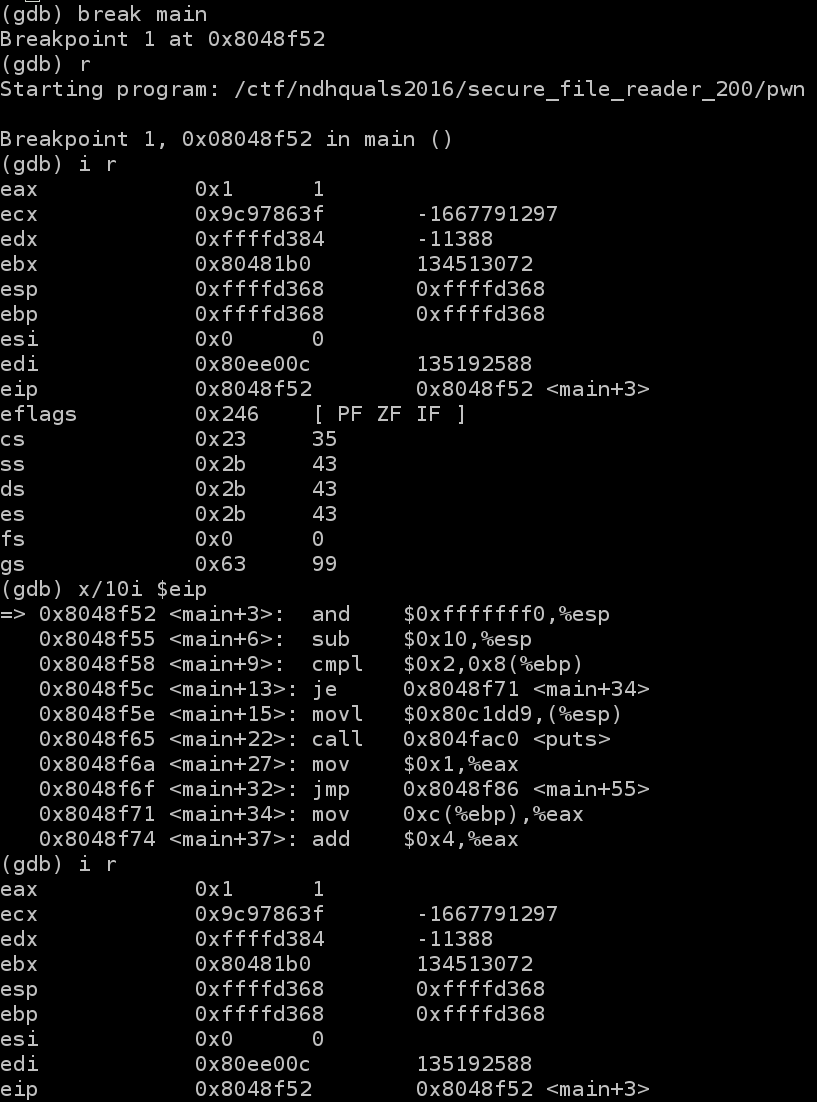 (gdb) break main
Breakpoint 1 at 0x8048f52
(gdb) r
Starting program: /ctf/ndhquals2016/secure_file_reader_200/pwn
Breakpoint 1, 0x08048f52 in main ()
(gdb) i r
eax            0x1      1
ecx            0x9c97863f       -1667791297
edx            0xffffd384       -11388
ebx            0x80481b0        134513072
esp            0xffffd368       0xffffd368
ebp            0xffffd368       0xffffd368
esi            0x0      0
edi            0x80ee00c        135192588
eip            0x8048f52        0x8048f52 <main+3>
eflags         0x246    [ PF ZF IF ]
cs             0x23     35
ss             0x2b     43
ds             0x2b     43
es             0x2b     43
fs             0x0      0
gs             0x63     99
(gdb) x/10i $eip
=> 0x8048f52 <main+3>:  and    $0xfffffff0,%esp
   0x8048f55 <main+6>:  sub    $0x10,%esp
   0x8048f58 <main+9>:  cmpl   $0x2,0x8(%ebp)
   0x8048f5c <main+13>: je     0x8048f71 <main+34>
   0x8048f5e <main+15>: movl   $0x80c1dd9,(%esp)
   0x8048f65 <main+22>: call   0x804fac0 <puts>
   0x8048f6a <main+27>: mov    $0x1,%eax
   0x8048f6f <main+32>: jmp    0x8048f86 <main+55>
   0x8048f71 <main+34>: mov    0xc(%ebp),%eax
   0x8048f74 <main+37>: add    $0x4,%eax
(gdb) i r
eax            0x1      1
ecx            0x9c97863f       -1667791297
edx            0xffffd384       -11388
ebx            0x80481b0        134513072
esp            0xffffd368       0xffffd368
ebp            0xffffd368       0xffffd368
esi            0x0      0
edi            0x80ee00c        135192588
eip            0x8048f52        0x8048f52 <main+3>